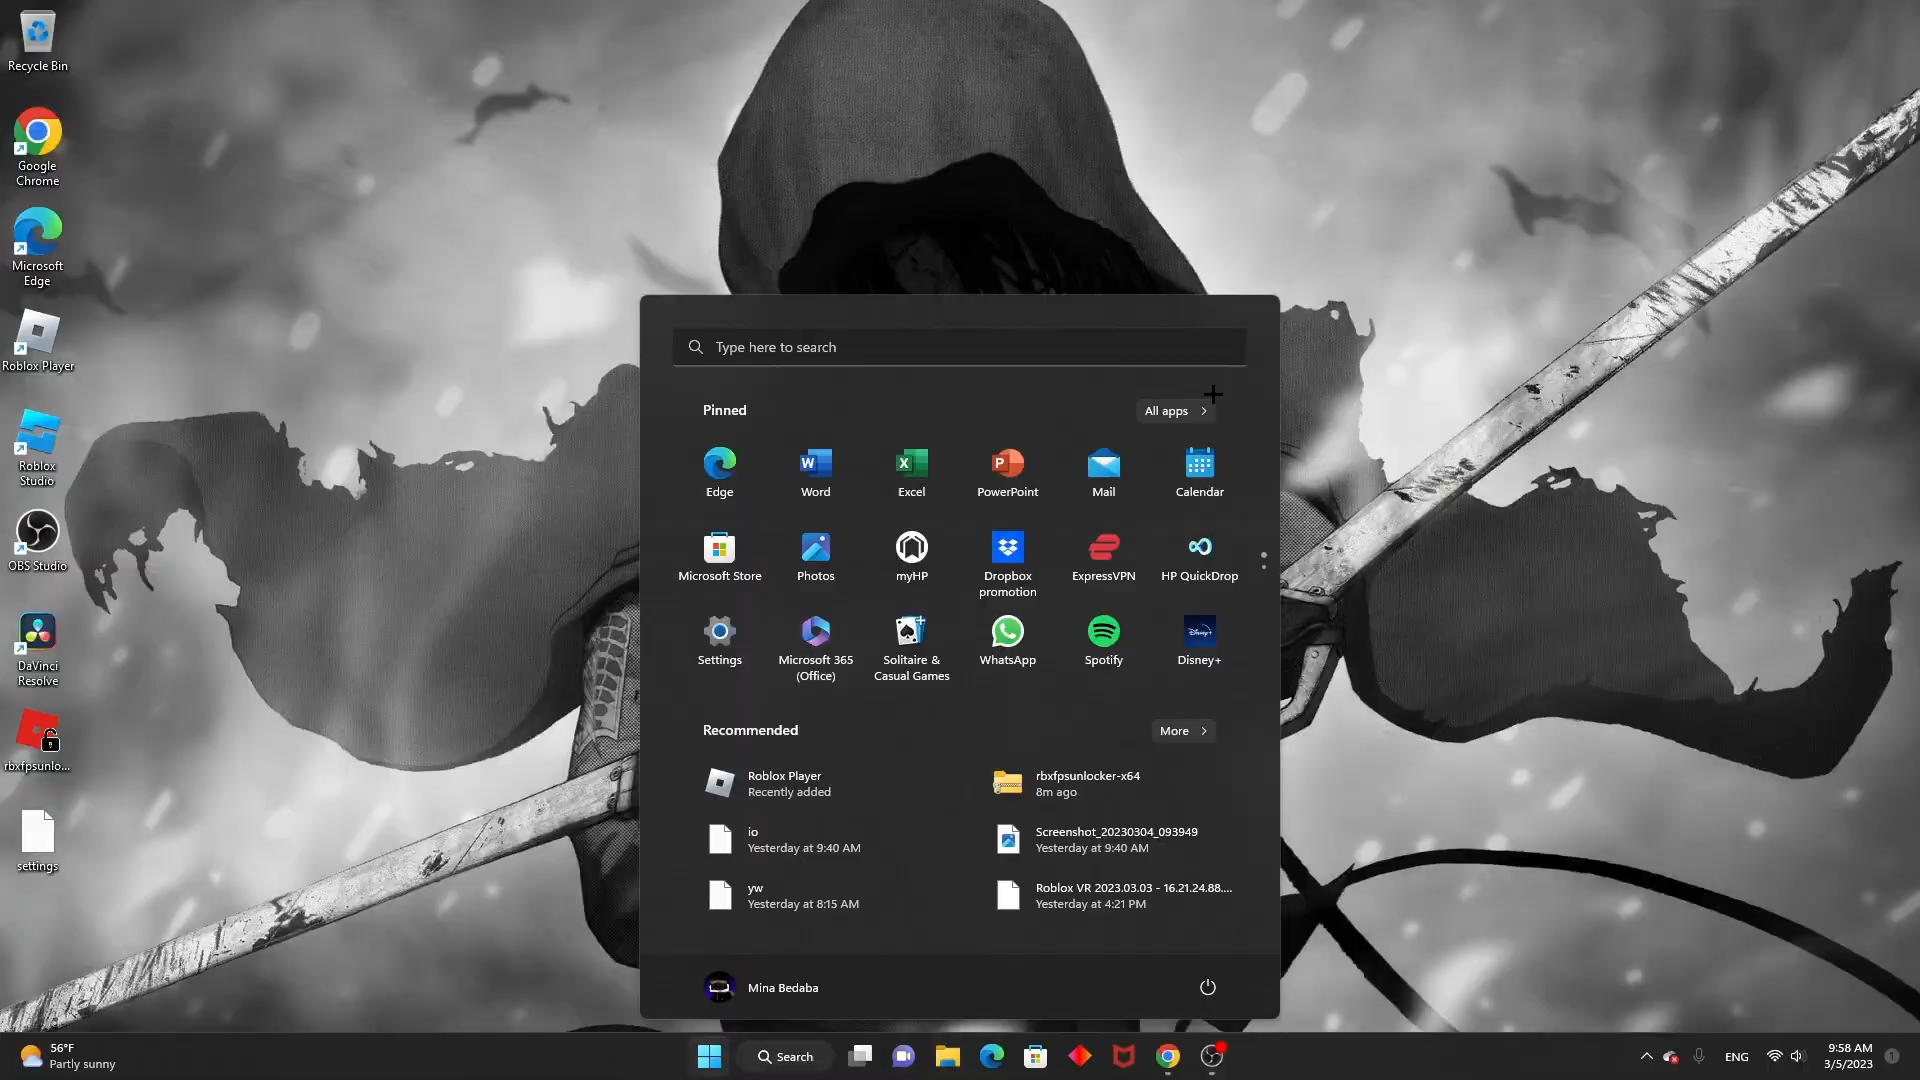 Recycle Bin
Google
Chrome
Microsoft
Edge
Roblox Player
Roblox
Studio
OBS Studio
DaVinci
Resolve
rbxfpsunlo...
settings
Type here to search
Pinned
All apps
Edge
Word
Excel
PowerPoint
Mail
Calendar
Microsoft Store
Photos
myHP
Dropbox
promotion
ExpressVPN
HP QuickDrop
Settings
Microsoft 365
(Office)
Solitaire &
Casual Games
WhatsApp
Spotify
Disney+
Recommended
More
Roblox Player
Recently added
rbxfpsunlocker-x64
8m ago
io
Yesterday at 9:40 AM
Screenshot_20230304_093949
Yesterday at 9:40 AM
yw
Yesterday at 8:15 AM
Roblox VR 2023.03.03 - 16.21.24.88....
Yesterday at 4:21 PM
Mina Bedaba
56°F
Partly sunny
Search
ENG
9:58 AM
3/5/2023
1